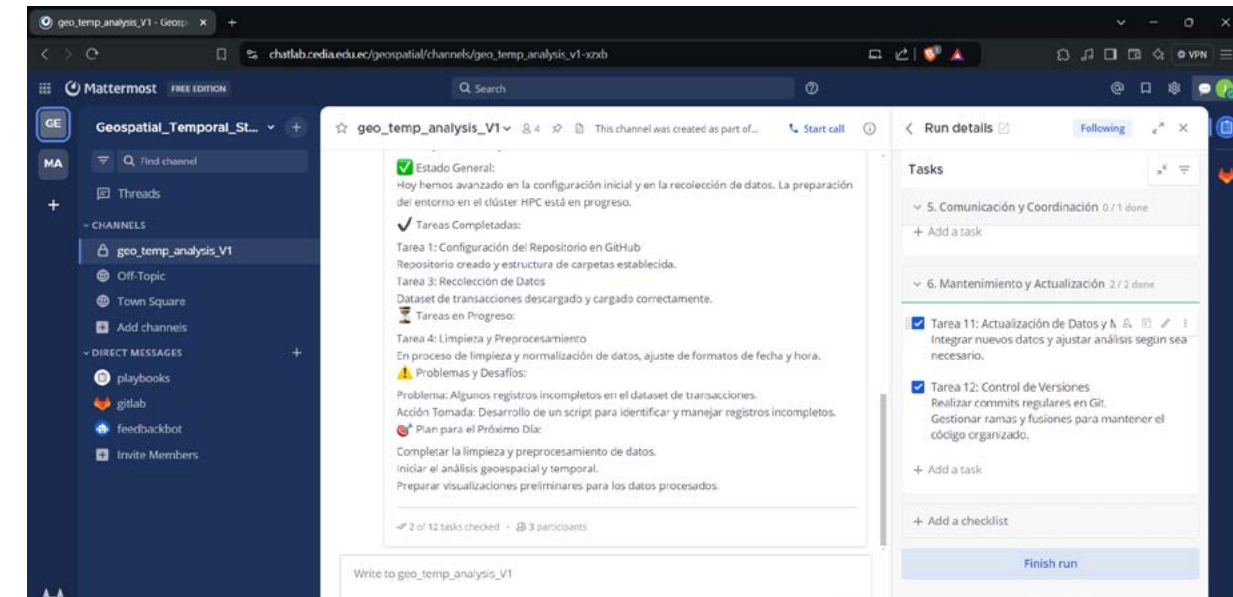 geo_temp_analysis_V1 - Geosp
chatlab.cedia.edu.ec/geospatial/channels/geo_temp_analysis_v1-xzxb
VPN
Mattermost FREE EDITION
Search
GE
MA
Geospatial_Temporal_St...
Find channel
Threads
CHANNELS
geo_temp_analysis_V1
Off-Topic
Town Square
Add channels
DIRECT MESSAGES
playbooks
gitlab
feedbackbot
Invite Members
geo_temp_analysis_V1 4 This channel was created as part of... Start call
Estado General:
Hoy hemos avanzado en la configuración inicial y en la recolección de datos. La preparación
del entorno en el clúster HPC está en progreso.
Tareas Completadas:
Tarea 1: Configuración del Repositorio en GitHub
Repositorio creado y estructura de carpetas establecida.
Tarea 3: Recolección de Datos
Dataset de transacciones descargado y cargado correctamente.
Tareas en Progreso:
Tarea 4: Limpieza y Preprocesamiento
En proceso de limpieza y normalización de datos, ajuste de formatos de fecha y hora.
Problemas y Desafíos:
Problema: Algunos registros incompletos en el dataset de transacciones.
Acción Tomada: Desarrollo de un script para identificar y manejar registros incompletos.
Plan para el Próximo Día:
Completar la limpieza y preprocesamiento de datos.
Iniciar el análisis geoespacial y temporal.
Preparar visualizaciones preliminares para los datos procesados.
2 of 12 tasks checked · 3 participants
Write to geo_temp_analysis_V1
Run details Following
Tasks
5. Comunicación y Coordinación 0 / 1 done
+ Add a task
6. Mantenimiento y Actualización 2 / 2 done
Tarea 11: Actualización de Datos y M
Integrar nuevos datos y ajustar análisis según sea
necesario.
Tarea 12: Control de Versiones
Realizar commits regulares en Git.
Gestionar ramas y fusiones para mantener el
código organizado.
+ Add a task
+ Add a checklist
Finish run